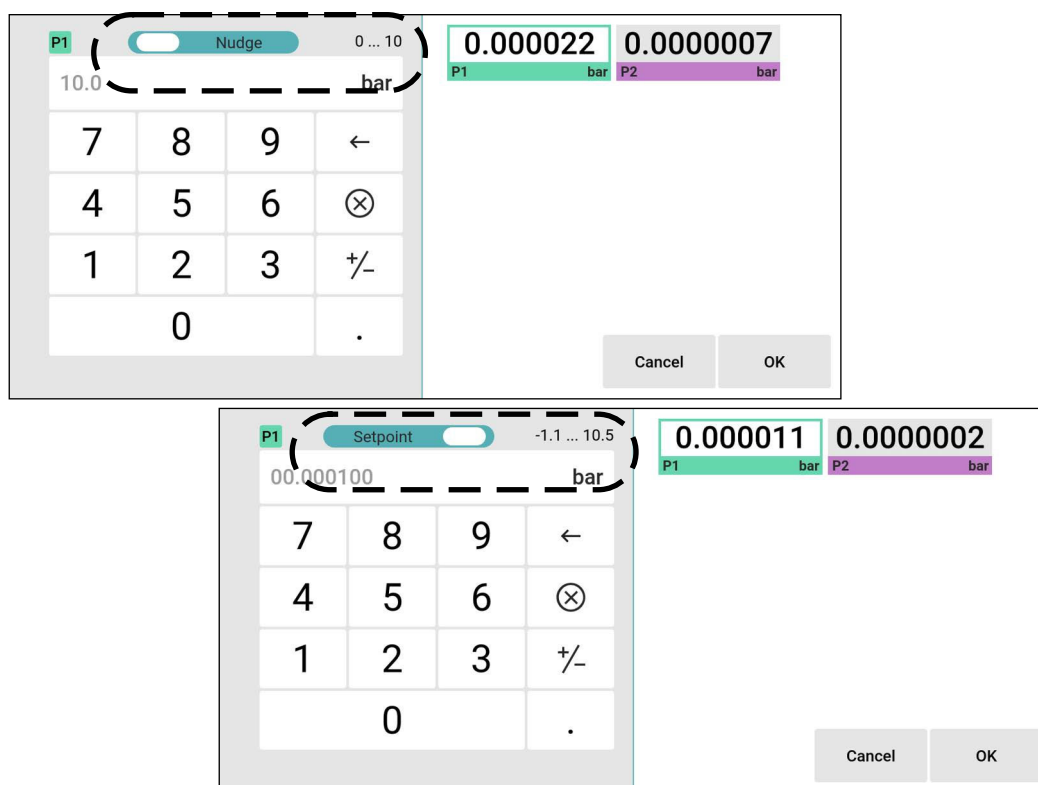 P1 Nudge 0 ... 10
10.0 bar
7 8 9 ←
4 5 6 ⊗
1 2 3 +/−
0 .
0.000022 0.0000007
P1 bar P2 bar
Cancel OK
P1 Setpoint -1.1 ... 10.5
00.000100 bar
7 8 9 ←
4 5 6 ⊗
1 2 3 +/−
0 .
0.000011 0.0000002
P1 bar P2 bar
Cancel OK